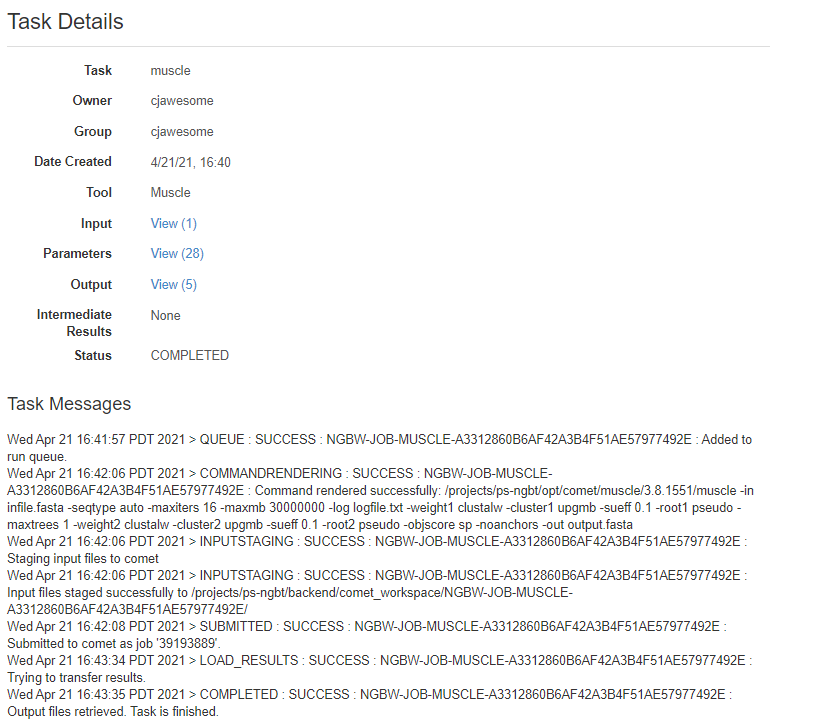 Task Details
Task muscle
Owner cjawesome
Group cjawesome
Date Created 4/21/21, 16:40
Tool Muscle
Input View (1)
Parameters View (28)
Output View (5)
Intermediate None
Results
Status COMPLETED
Task Messages
Wed Apr 21 16:41:57 PDT 2021 > QUEUE : SUCCESS : NGBW-JOB-MUSCLE-A3312860B6AF42A3B4F51AE57977492E : Added to
run queue.
Wed Apr 21 16:42:06 PDT 2021 > COMMANDRENDERING : SUCCESS : NGBW-JOB-MUSCLE-
A3312860B6AF42A3B4F51AE57977492E : Command rendered successfully: /projects/ps-ngbt/opt/comet/muscle/3.8.1551/muscle -in
infile.fasta -seqtype auto -maxiters 16 -maxmb 30000000 -log logfile.txt -weight1 clustalw -cluster1 upgmb -sueff 0.1 -root1 pseudo -
maxtrees 1 -weight2 clustalw -cluster2 upgmb -sueff 0.1 -root2 pseudo -objscore sp -noanchors -out output.fasta
Wed Apr 21 16:42:06 PDT 2021 > INPUTSTAGING : SUCCESS : NGBW-JOB-MUSCLE-A3312860B6AF42A3B4F51AE57977492E :
Staging input files to comet
Wed Apr 21 16:42:06 PDT 2021 > INPUTSTAGING : SUCCESS : NGBW-JOB-MUSCLE-A3312860B6AF42A3B4F51AE57977492E :
Input files staged successfully to /projects/ps-ngbt/backend/comet_workspace/NGBW-JOB-MUSCLE-
A3312860B6AF42A3B4F51AE57977492E/
Wed Apr 21 16:42:08 PDT 2021 > SUBMITTED : SUCCESS : NGBW-JOB-MUSCLE-A3312860B6AF42A3B4F51AE57977492E :
Submitted to comet as job '39193889'.
Wed Apr 21 16:43:34 PDT 2021 > LOAD_RESULTS : SUCCESS : NGBW-JOB-MUSCLE-A3312860B6AF42A3B4F51AE57977492E :
Trying to transfer results.
Wed Apr 21 16:43:35 PDT 2021 > COMPLETED : SUCCESS : NGBW-JOB-MUSCLE-A3312860B6AF42A3B4F51AE57977492E :
Output files retrieved. Task is finished.